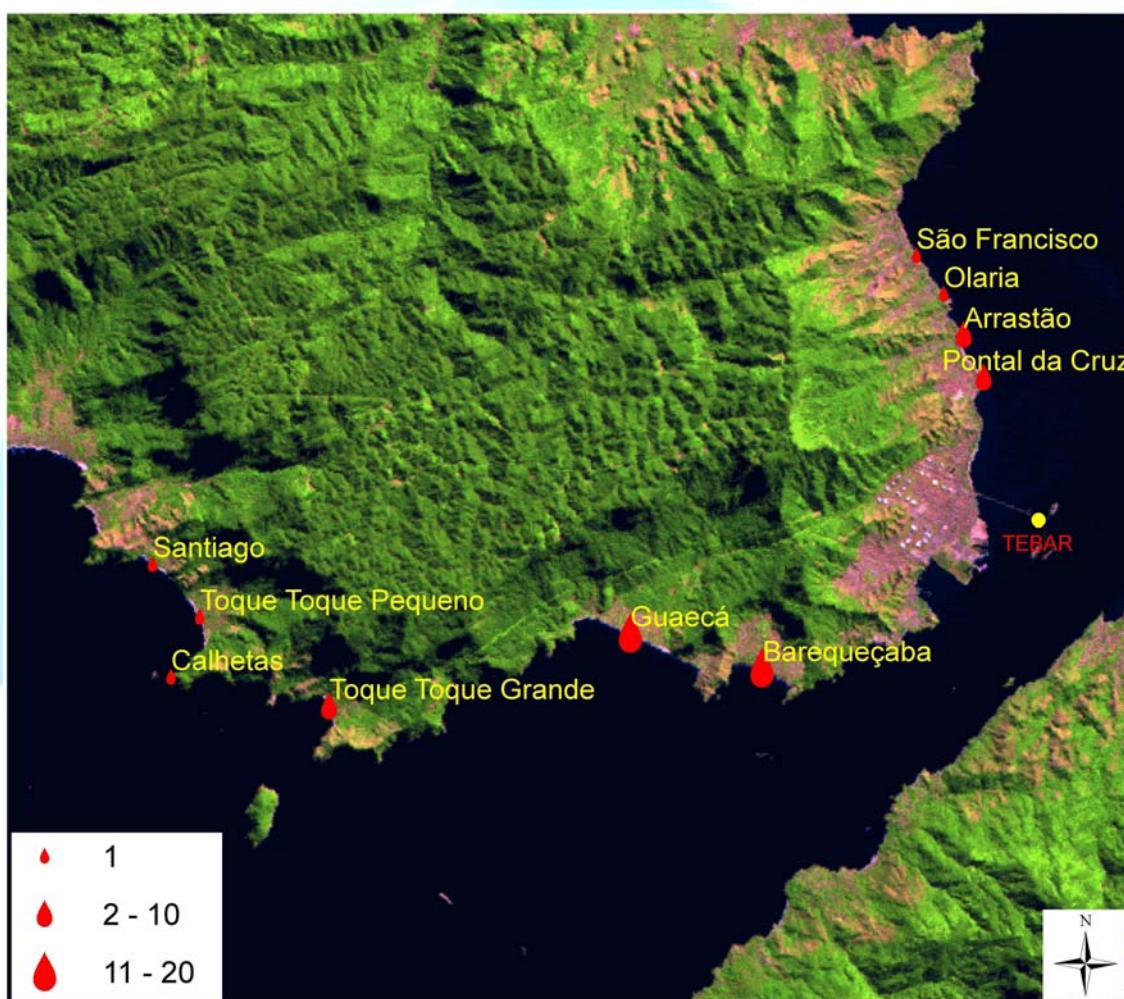 São Francisco
Olaria
Arrastão
Pontal da Cruz
TEBAR
Santiago
Toque Toque Pequeno
Guaecá
Calhetas
Barequeçaba
Toque Toque Grande
1
2 - 10
11 - 20
N